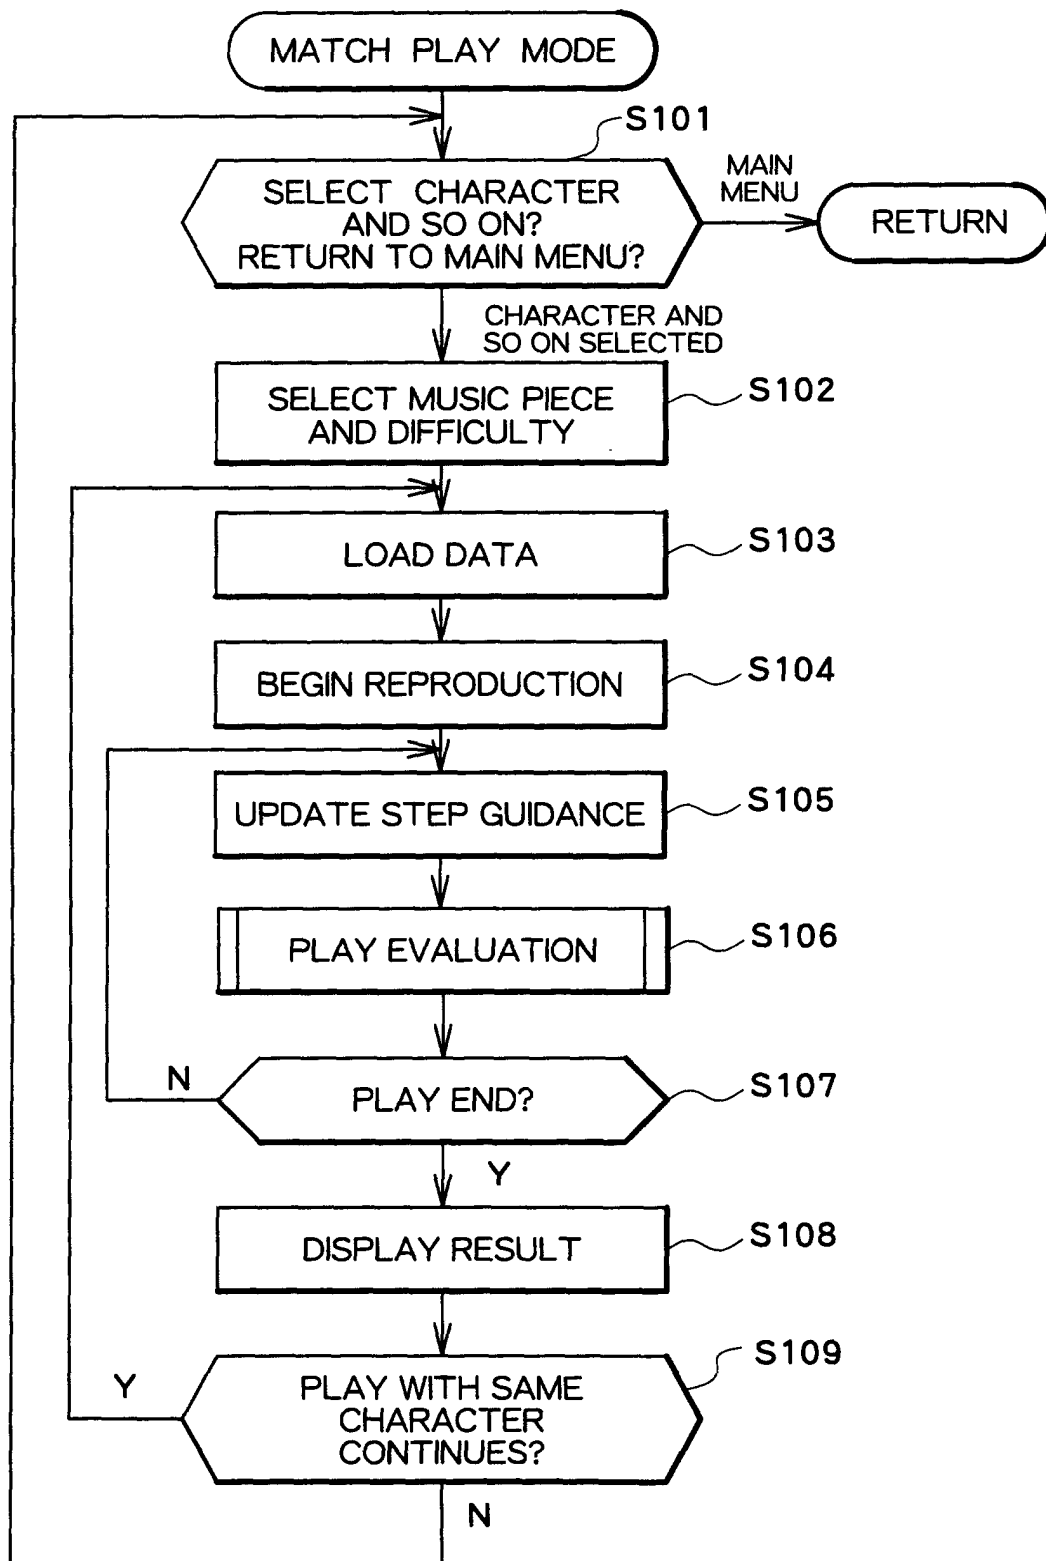 MATCH PLAY MODE
S101
SELECT CHARACTER
AND SO ON?
RETURN TO MAIN MENU?
MAIN
MENU
RETURN
CHARACTER AND
SO ON SELECTED
SELECT MUSIC PIECE
AND DIFFICULTY
S102
LOAD DATA
S103
BEGIN REPRODUCTION
S104
UPDATE STEP GUIDANCE
S105
PLAY EVALUATION
S106
N
PLAY END?
S107
Y
DISPLAY RESULT
S108
S109
Y
PLAY WITH SAME
CHARACTER
CONTINUES?
N